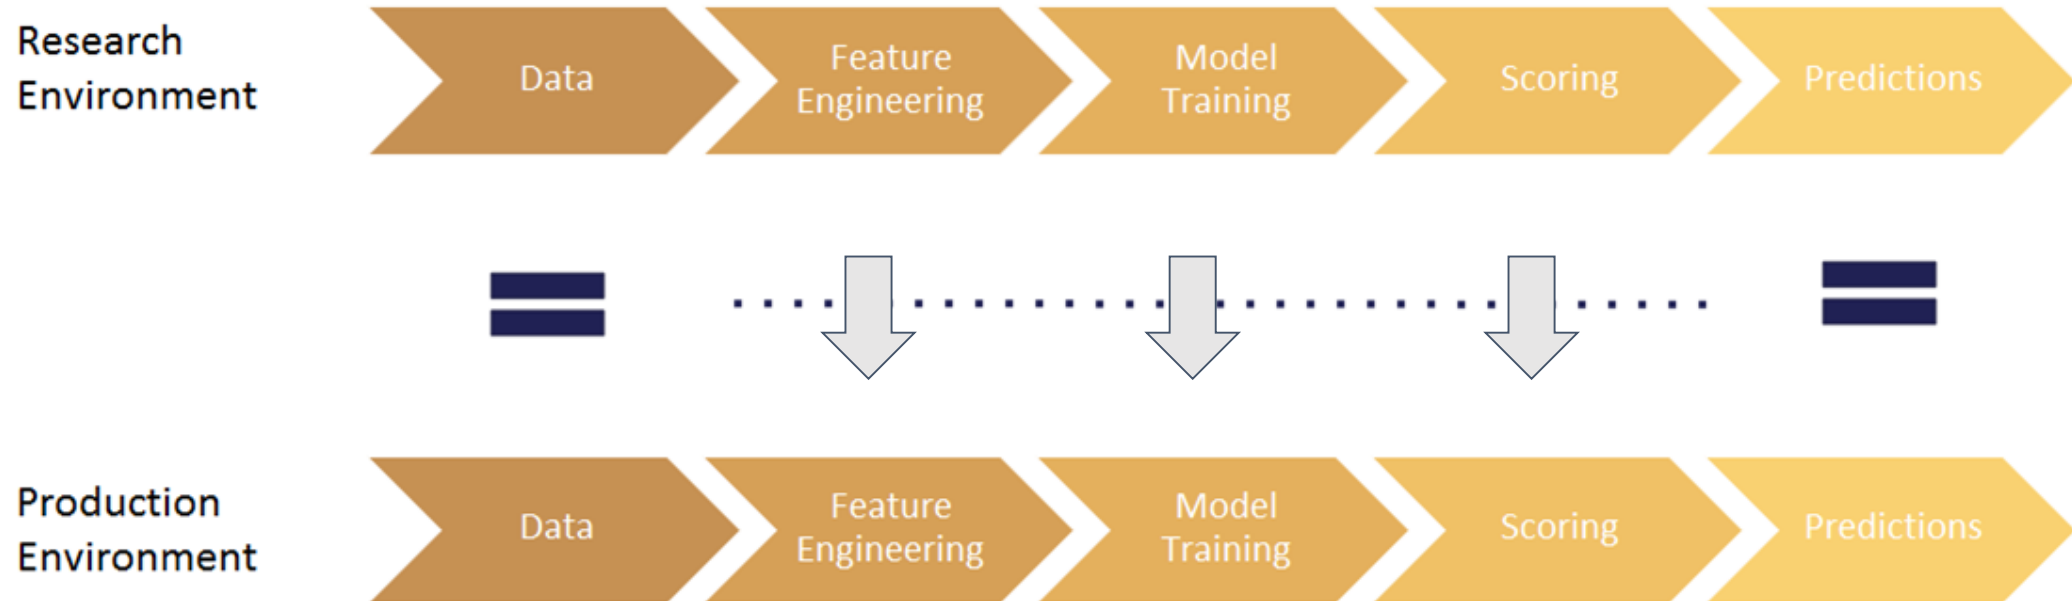 Research
Environment
Data
Feature
Engineering
Model
Training
Scoring
Predictions
Production
Environment
Data
Feature
Engineering
Model
Training
Scoring
Predictions